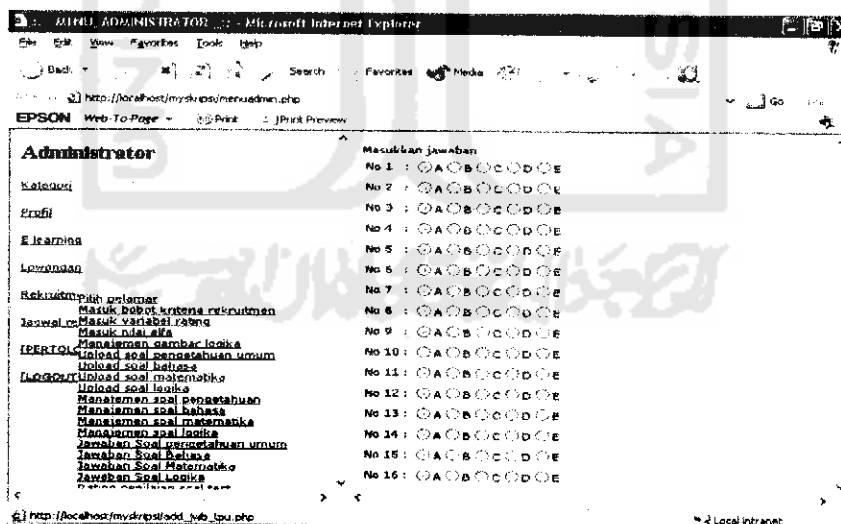 .:: MENU ADMINISTRATOR ::. - Microsoft Internet Explorer
File Edit View Favorites Tools Help
Back Search Favorites Media
http://localhost/myskripsi/menuadmin.php Go
EPSON Web-To-Page Print Print Preview
Administrator
Kategori
Profil
E learning
Lowongan
Rekruitm
Jadwal re
[PERTOLO
[LOGOUT
Pilih pelamar
Masuk bobot kriteria rekruitmen
Masuk variabel rating
Masuk nilai alfa
Manajemen gambar logika
Upload soal pengetahuan umum
Upload soal bahasa
Upload soal matematika
Upload soal logika
Manajemen soal pengetahuan
Manajemen soal bahasa
Manajemen soal matematika
Manajemen soal logika
Jawaban Soal pengetahuan umum
Jawaban Soal Bahasa
Jawaban Soal Matematika
Jawaban Soal Logika
Masukkan jawaban
No 1 : A B C D E
No 2 : A B C D E
No 3 : A B C D E
No 4 : A B C D E
No 5 : A B C D E
No 6 : A B C D E
No 7 : A B C D E
No 8 : A B C D E
No 9 : A B C D E
No 10 : A B C D E
No 11 : A B C D E
No 12 : A B C D E
No 13 : A B C D E
No 14 : A B C D E
No 15 : A B C D E
No 16 : A B C D E
http://localhost/myskripsi/add_jwb_tpu.php
Local intranet